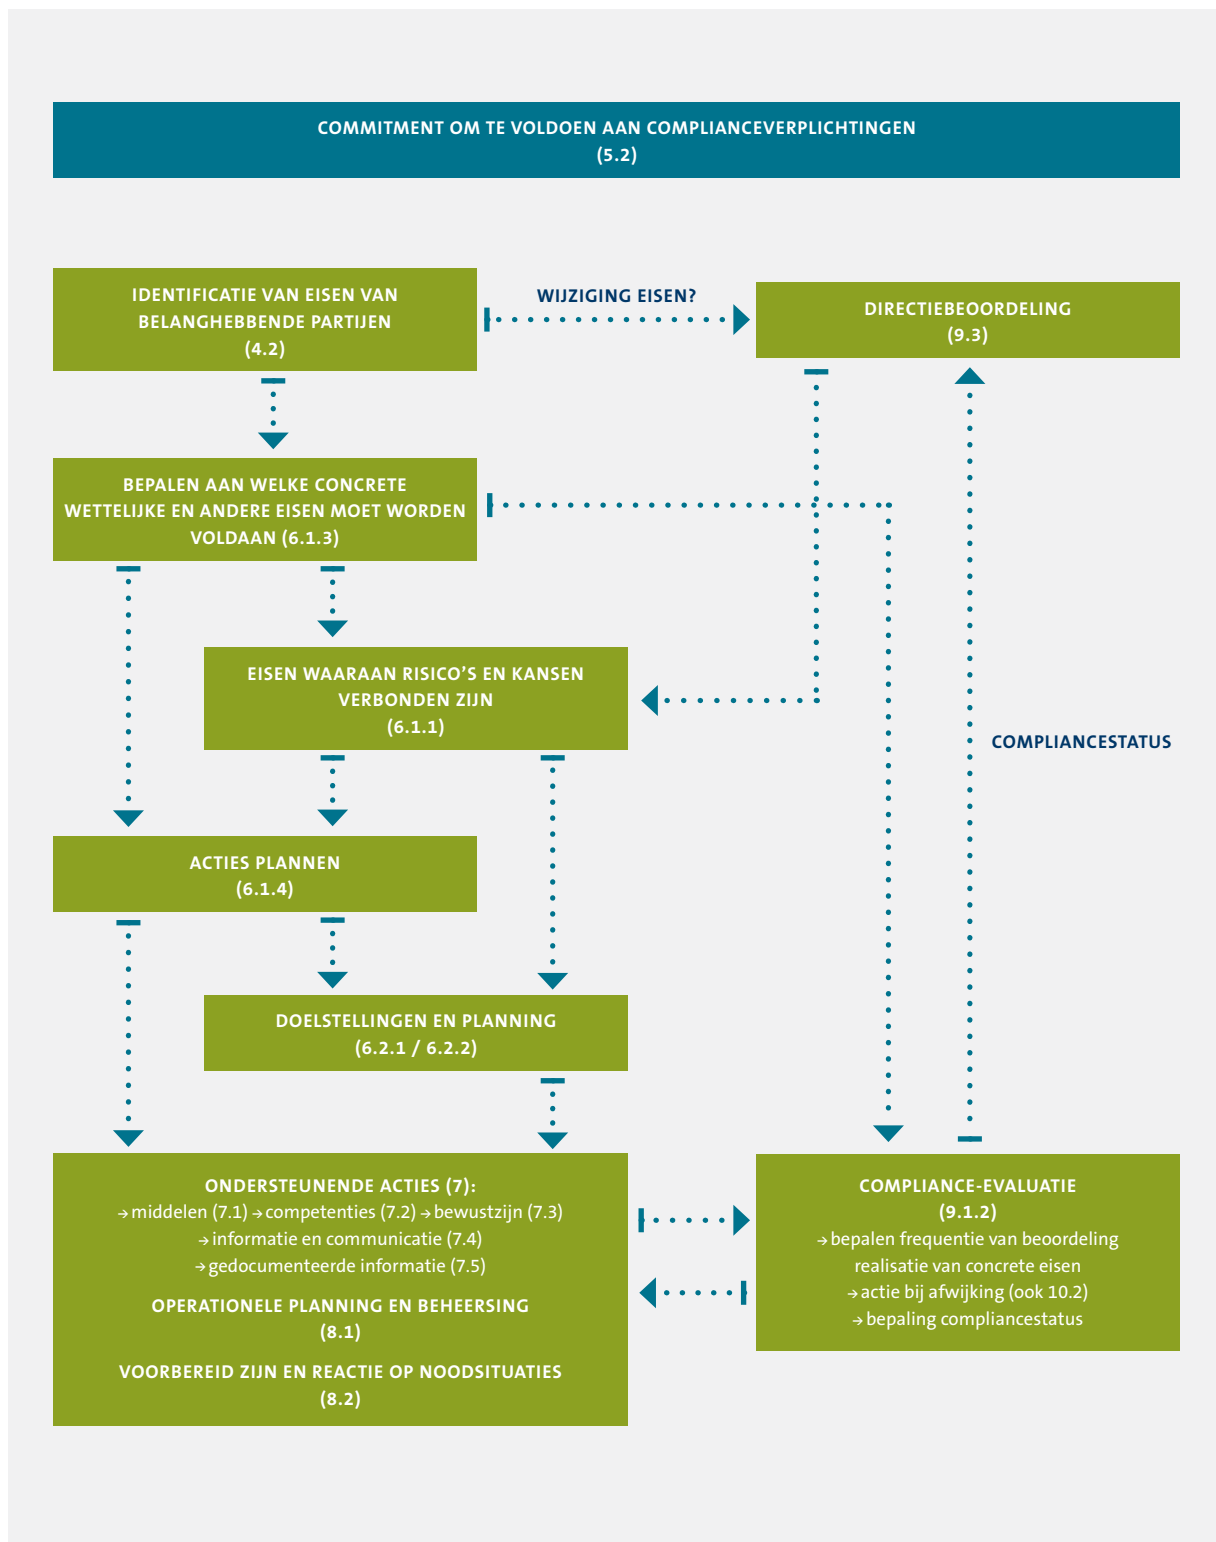 COMMITMENT OM TE VOLDOEN AAN COMPLIANCEVERPLICHTINGEN
(5.2)
IDENTIFICATIE VAN EISEN VAN
BELANGHEBBENDE PARTIJEN
(4.2)
WIJZIGING EISEN?
DIRECTIEBEOORDELING
(9.3)
BEPALEN AAN WELKE CONCRETE
WETTELIJKE EN ANDERE EISEN MOET WORDEN
VOLDAAN (6.1.3)
EISEN WAARAAN RISICO’S EN KANSEN
VERBONDEN ZIJN
(6.1.1)
COMPLIANCESTATUS
ACTIES PLANNEN
(6.1.4)
DOELSTELLINGEN EN PLANNING
(6.2.1 / 6.2.2)
ONDERSTEUNENDE ACTIES (7):
→ middelen (7.1) → competenties (7.2) → bewustzijn (7.3)
→ informatie en communicatie (7.4)
→ gedocumenteerde informatie (7.5)
OPERATIONELE PLANNING EN BEHEERSING
(8.1)
VOORBEREID ZIJN EN REACTIE OP NOODSITUATIES
(8.2)
COMPLIANCE-EVALUATIE
(9.1.2)
→ bepalen frequentie van beoordeling
realisatie van concrete eisen
→ actie bij afwijking (ook 10.2)
→ bepaling compliancestatus